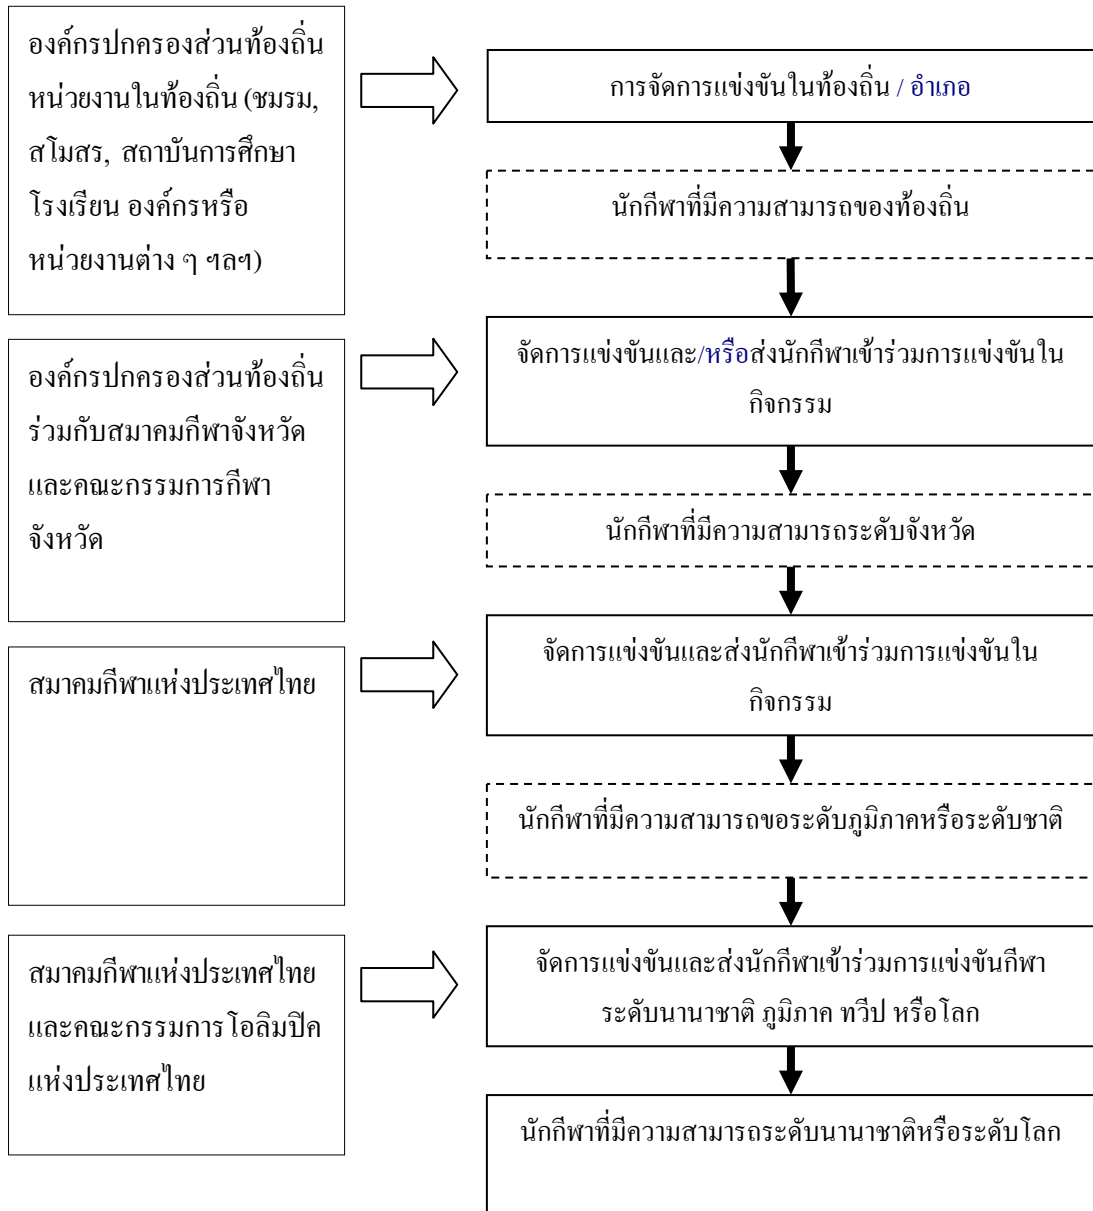 องค์กรปกครองส่วนท้องถิ่น
หน่วยงานในท้องถิ่น (ชมรม,
สโมสร, สถาบันการศึกษา
โรงเรียน องค์กรหรือ
หน่วยงานต่าง ๆ ฯลฯ)
การจัดการแข่งขันในท้องถิ่น / อำเภอ
นักกีฬาที่มีความสามารถของท้องถิ่น
องค์กรปกครองส่วนท้องถิ่น
ร่วมกับสมาคมกีฬาจังหวัด
และคณะกรรมการกีฬา
จังหวัด
จัดการแข่งขันและ/หรือส่งนักกีฬาเข้าร่วมการแข่งขันใน
กิจกรรม
นักกีฬาที่มีความสามารถระดับจังหวัด
สมาคมกีฬาแห่งประเทศไทย
จัดการแข่งขันและส่งนักกีฬาเข้าร่วมการแข่งขันใน
กิจกรรม
นักกีฬาที่มีความสามารถขอระดับภูมิภาคหรือระดับชาติ
สมาคมกีฬาแห่งประเทศไทย
และคณะกรรมการโอลิมปิค
แห่งประเทศไทย
จัดการแข่งขันและส่งนักกีฬาเข้าร่วมการแข่งขันกีฬา
ระดับนานาชาติ ภูมิภาค ทวีป หรือโลก
นักกีฬาที่มีความสามารถระดับนานาชาติหรือระดับโลก